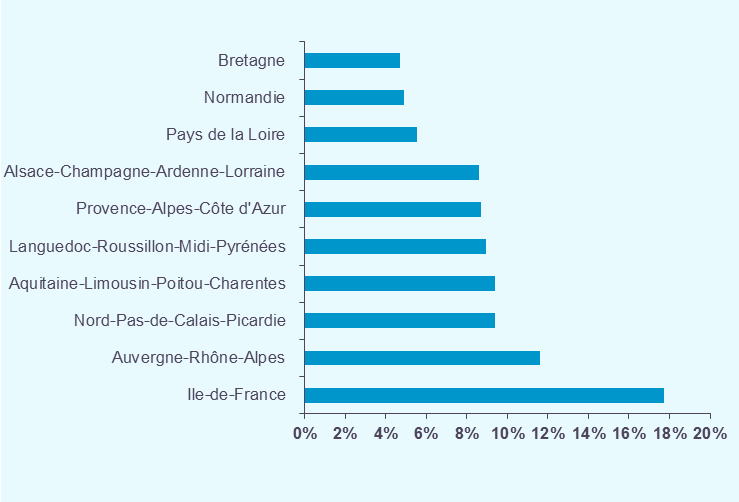 Bretagne
Normandie
Pays de la Loire
Alsace-Champagne-Ardenne-Lorraine
Provence-Alpes-Côte d'Azur
Languedoc-Roussillon-Midi-Pyrénées
Aquitaine-Limousin-Poitou-Charentes
Nord-Pas-de-Calais-Picardie
Auvergne-Rhône-Alpes
Ile-de-France
0% 2% 4% 6% 8% 10% 12% 14% 16% 18% 20%